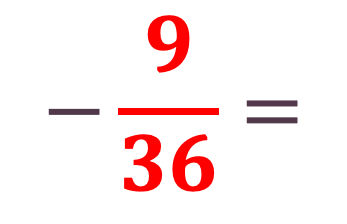 − 9/36 =